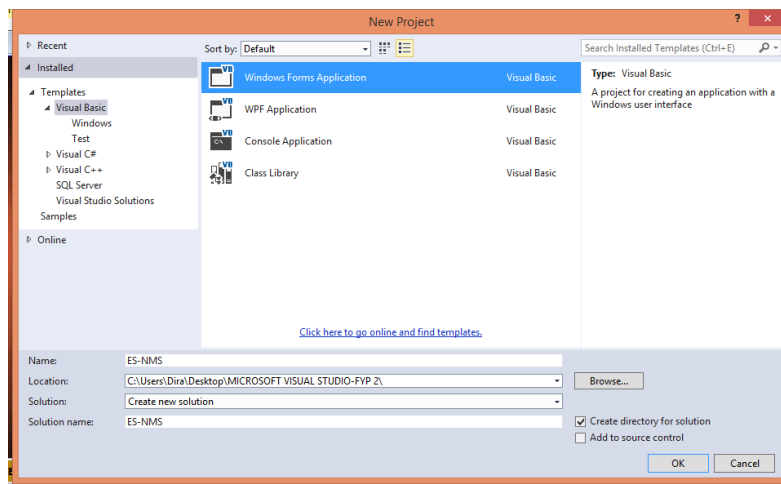 New Project
? ×
Recent
Installed
Templates
Visual Basic
Windows
Test
Visual C#
Visual C++
SQL Server
Visual Studio Solutions
Samples
Online
Sort by: Default
Search Installed Templates (Ctrl+E)
VB Windows Forms Application Visual Basic
VB WPF Application Visual Basic
VB C:\ Console Application Visual Basic
VB Class Library Visual Basic
Click here to go online and find templates.
Type: Visual Basic
A project for creating an application with a
Windows user interface
Name: ES-NMS
Location: C:\Users\Dira\Desktop\MICROSOFT VISUAL STUDIO-FYP 2\ Browse...
Solution: Create new solution
Solution name: ES-NMS
Create directory for solution
Add to source control
OK Cancel